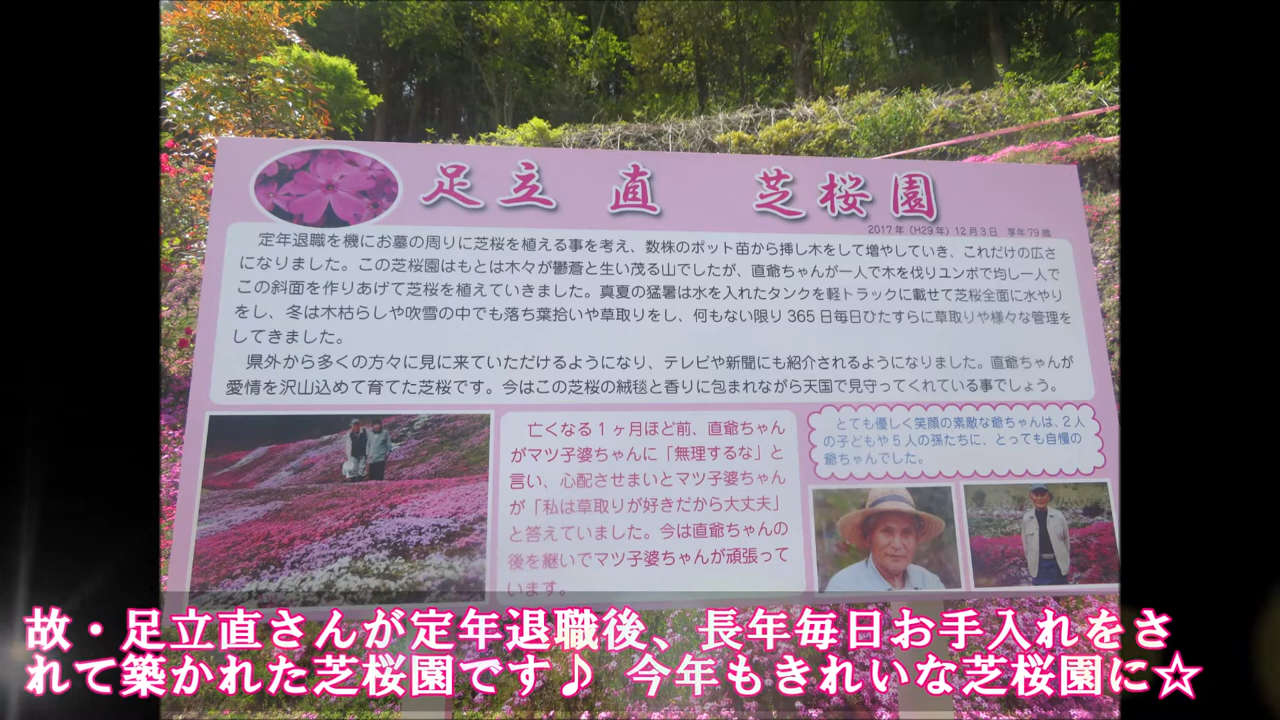 足立 直 芝桜園
2017年（H29年）12月3日 享年79歳
定年退職を機にお墓の周りに芝桜を植える事を考え、数株のポット苗から挿し木をして増やしていき、これだけの広さ
になりました。この芝桜園はもとは木々が鬱蒼と生い茂る山でしたが、直爺ちゃんが一人で木を伐りユンボで均し一人で
この斜面を作りあげて芝桜を植えていきました。真夏の猛暑は水を入れたタンクを軽トラックに載せて芝桜全面に水やり
をし、冬は木枯らしや吹雪の中でも落ち葉拾いや草取りをし、何もない限り365日毎日ひたすらに草取りや様々な管理を
してきました。
県外から多くの方々に見に来ていただけるようになり、テレビや新聞にも紹介されるようになりました。直爺ちゃんが
愛情を沢山込めて育てた芝桜です。今はこの芝桜の絨毯と香りに包まれながら天国で見守ってくれている事でしょう。
亡くなる1ヶ月ほど前、直爺ちゃん
がマツ子婆ちゃんに「無理するな」と
言い、心配させまいとマツ子婆ちゃん
が「私は草取りが好きだから大丈夫」
と答えていました。今は直爺ちゃんの
後を継いでマツ子婆ちゃんが頑張って
います。
とても優しく笑顔の素敵な爺ちゃんは、2人
の子どもや5人の孫たちに、とっても自慢の
爺ちゃんでした。
故・足立直さんが定年退職後、長年毎日お手入れをさ
れて築かれた芝桜園です♪ 今年もきれいな芝桜園に☆